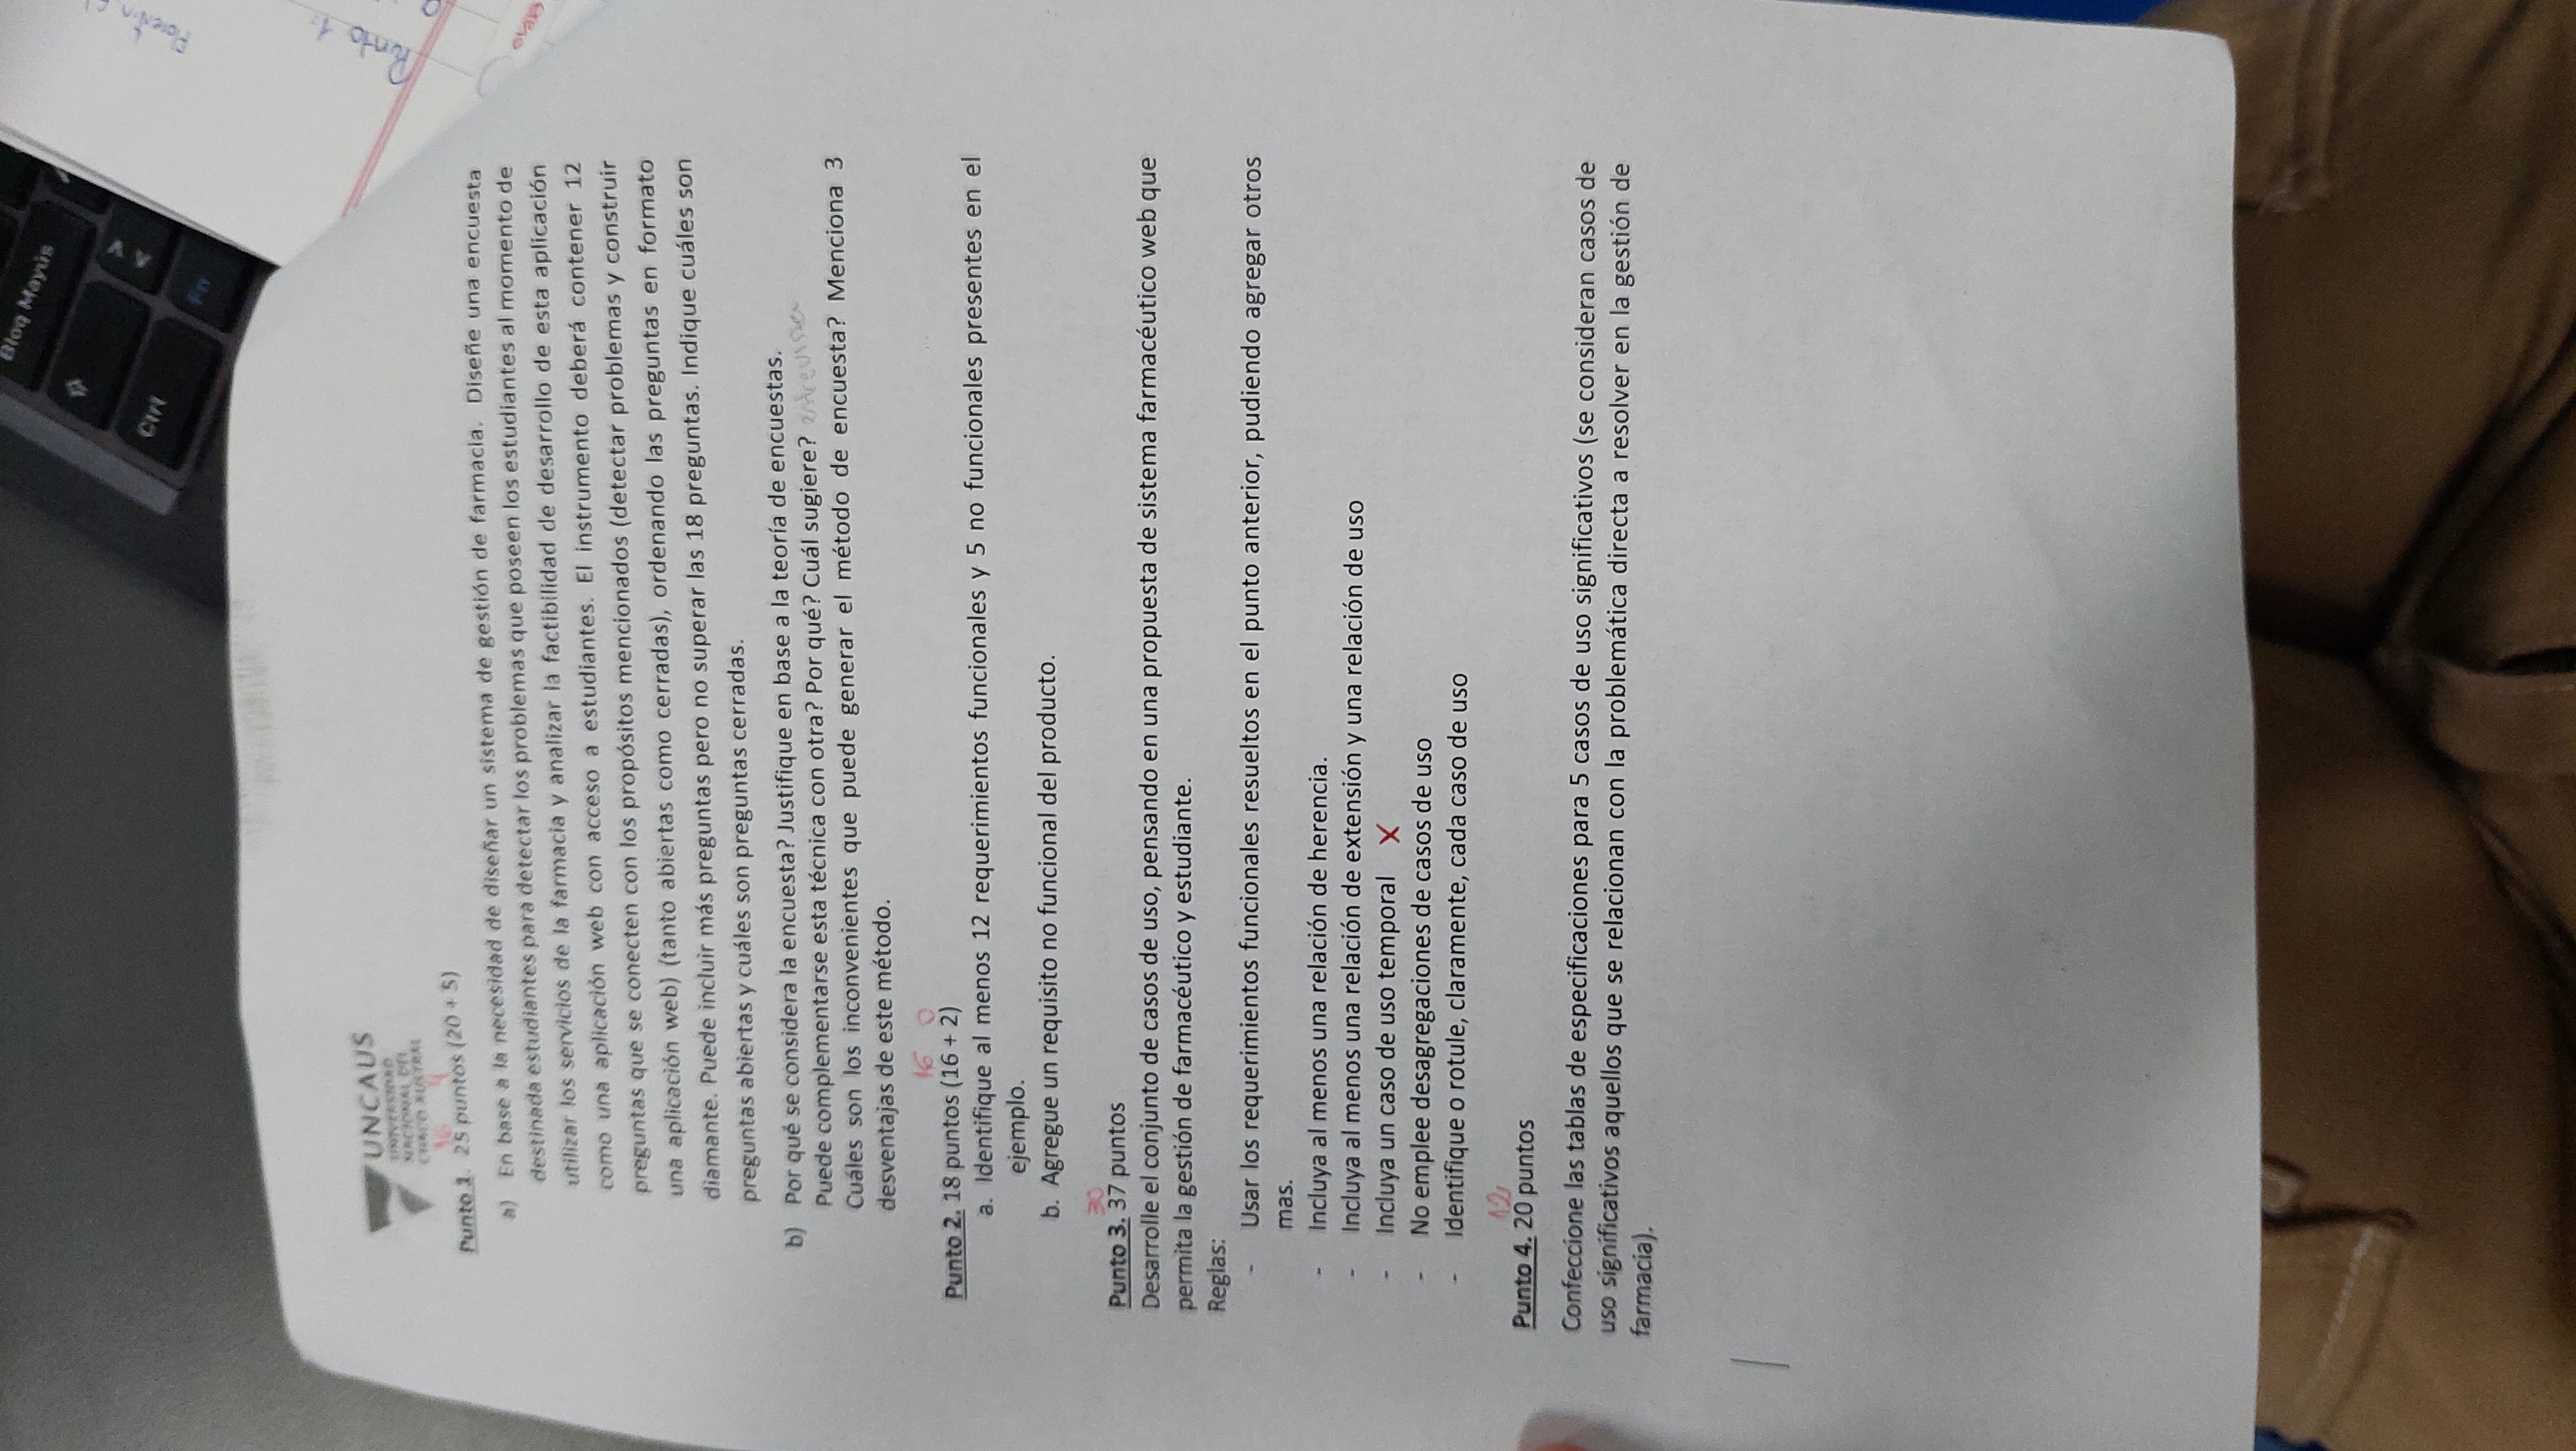 Bloq Mayús
Ctrl
Fn
Punto 1:
UNCAUS
UNIVERSIDAD
NACIONAL DEL
CHACO AUSTRAL
Punto 1. 25 puntos (20 + 5)
a) En base a la necesidad de diseñar un sistema de gestión de farmacia. Diseñe una encuesta
destinada estudiantes para detectar los problemas que poseen los estudiantes al momento de
utilizar los servicios de la farmacia y analizar la factibilidad de desarrollo de esta aplicación
como una aplicación web con acceso a estudiantes. El instrumento deberá contener 12
preguntas que se conecten con los propósitos mencionados (detectar problemas y construir
una aplicación web) (tanto abiertas como cerradas), ordenando las preguntas en formato
diamante. Puede incluir más preguntas pero no superar las 18 preguntas. Indique cuáles son
preguntas abiertas y cuáles son preguntas cerradas.
b) Por qué se considera la encuesta? Justifique en base a la teoría de encuestas.
Puede complementarse esta técnica con otra? Por qué? Cuál sugiere? entrevista
Cuáles son los inconvenientes que puede generar el método de encuesta? Menciona 3
desventajas de este método.
16 0
Punto 2. 18 puntos (16 + 2)
a. Identifique al menos 12 requerimientos funcionales y 5 no funcionales presentes en el
ejemplo.
b. Agregue un requisito no funcional del producto.
30
Punto 3. 37 puntos
Desarrolle el conjunto de casos de uso, pensando en una propuesta de sistema farmacéutico web que
permita la gestión de farmacéutico y estudiante.
Reglas:
- Usar los requerimientos funcionales resueltos en el punto anterior, pudiendo agregar otros
mas.
- Incluya al menos una relación de herencia.
- Incluya al menos una relación de extensión y una relación de uso
- Incluya un caso de uso temporal X
- No emplee desagregaciones de casos de uso
- Identifique o rotule, claramente, cada caso de uso
12
Punto 4. 20 puntos
Confeccione las tablas de especificaciones para 5 casos de uso significativos (se consideran casos de
uso significativos aquellos que se relacionan con la problemática directa a resolver en la gestión de
farmacia).